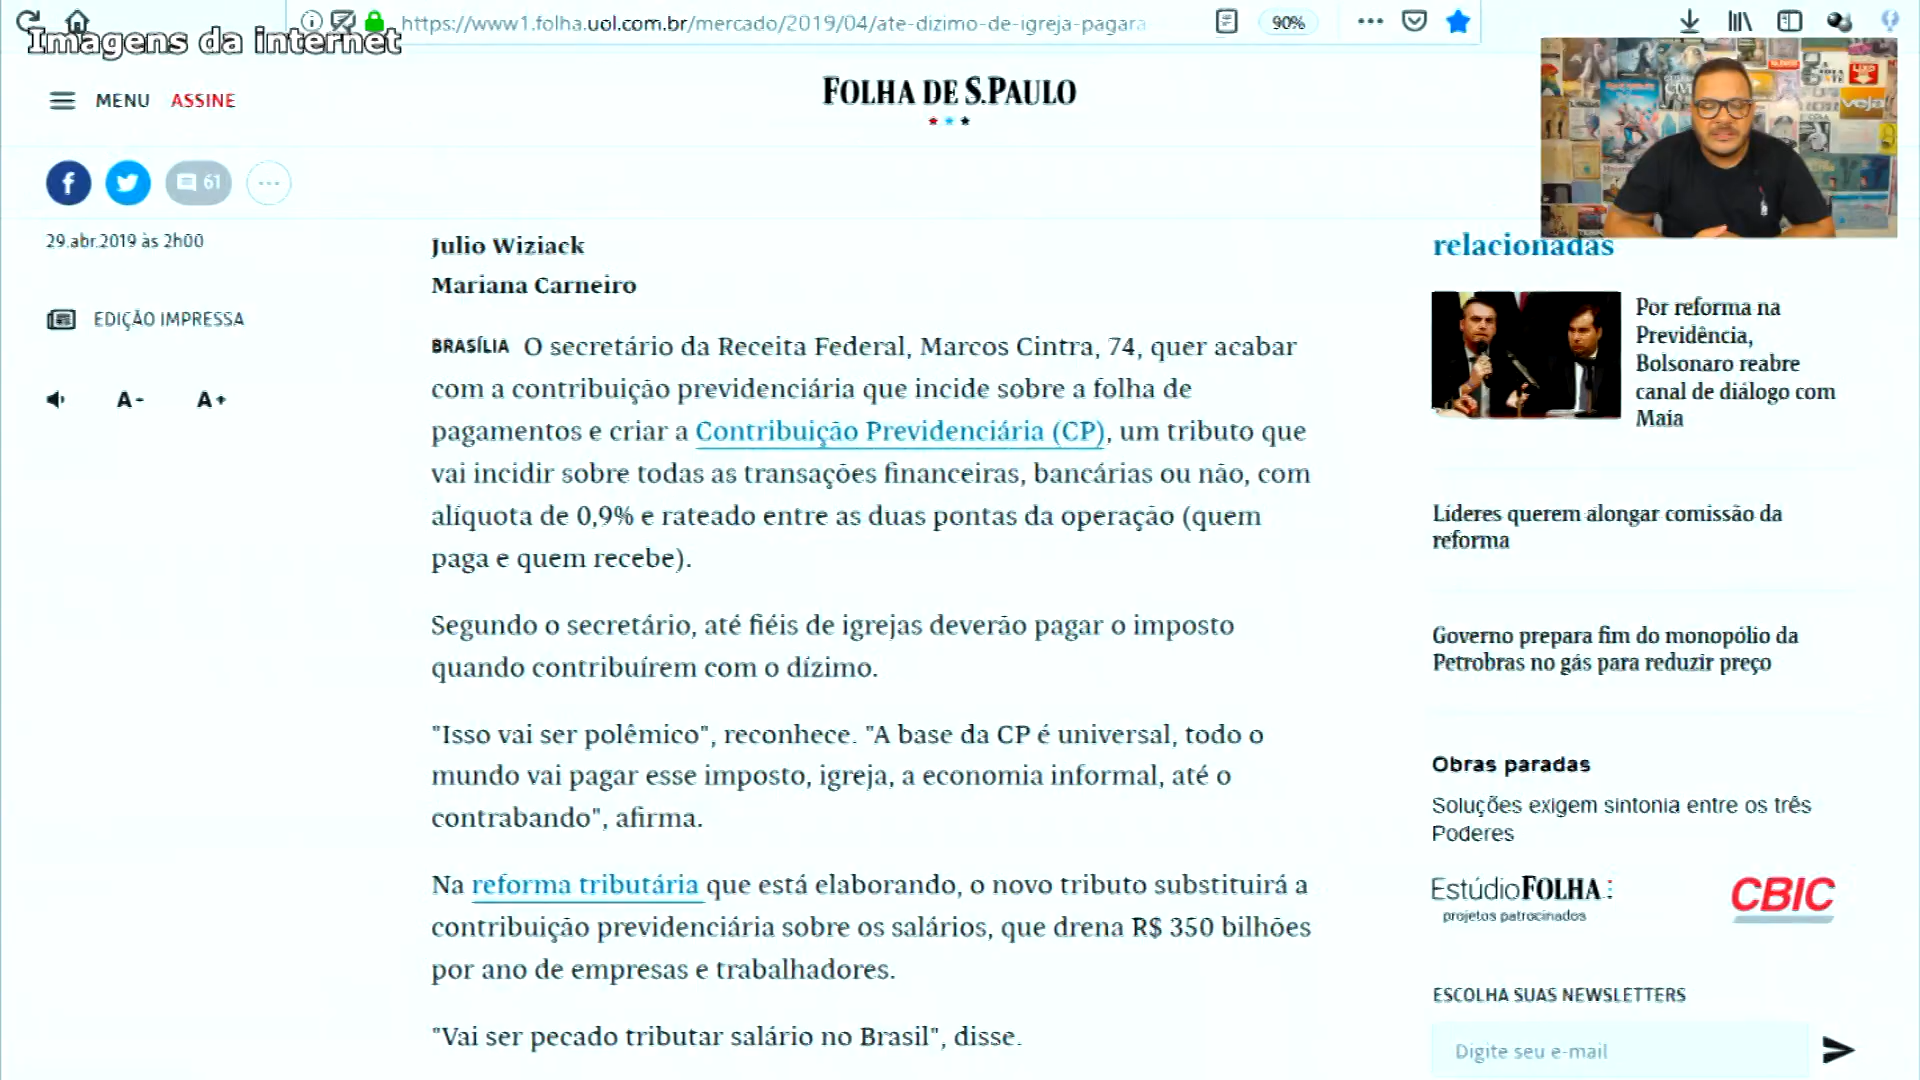 Imagens da internet
https://www1.folha.uol.com.br/mercado/2019/04/ate-dizimo-de-igreja-pagara
90%
MENU ASSINE
FOLHA DE S.PAULO
61
29.abr.2019 às 2h00
EDIÇÃO IMPRESSA
A- A+
Julio Wiziack
Mariana Carneiro
BRASÍLIA O secretário da Receita Federal, Marcos Cintra, 74, quer acabar
com a contribuição previdenciária que incide sobre a folha de
pagamentos e criar a Contribuição Previdenciária (CP), um tributo que
vai incidir sobre todas as transações financeiras, bancárias ou não, com
alíquota de 0,9% e rateado entre as duas pontas da operação (quem
paga e quem recebe).
Segundo o secretário, até fiéis de igrejas deverão pagar o imposto
quando contribuírem com o dízimo.
"Isso vai ser polêmico", reconhece. "A base da CP é universal, todo o
mundo vai pagar esse imposto, igreja, a economia informal, até o
contrabando", afirma.
Na reforma tributária que está elaborando, o novo tributo substituirá a
contribuição previdenciária sobre os salários, que drena R$ 350 bilhões
por ano de empresas e trabalhadores.
"Vai ser pecado tributar salário no Brasil", disse.
veja
LIXO
relacionadas
Por reforma na
Previdência,
Bolsonaro reabre
canal de diálogo com
Maia
Líderes querem alongar comissão da
reforma
Governo prepara fim do monopólio da
Petrobras no gás para reduzir preço
Obras paradas
Soluções exigem sintonia entre os três
Poderes
EstúdioFOLHA:
projetos patrocinados
CBIC
ESCOLHA SUAS NEWSLETTERS
Digite seu e-mail